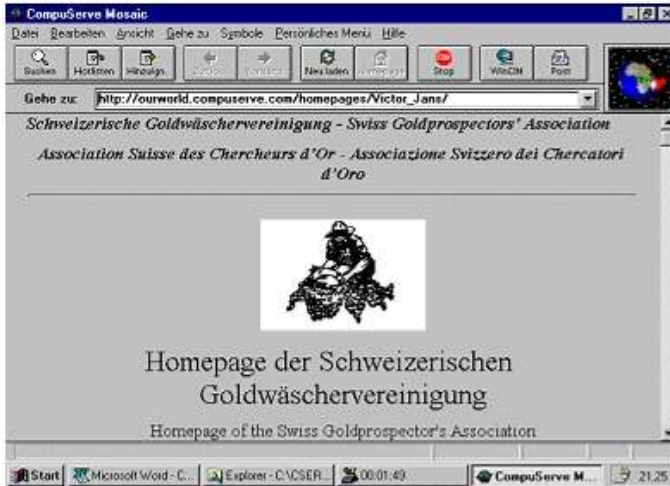 CompuServe Mosaic
Datei Bearbeiten Ansicht Gehe zu Symbole Persönliches Menü Hilfe
Suchen Hotlisten Hinzufgn. Zurück Vorwärts Neu laden Homepage Stop WinCIM Post
Gehe zu: http://ourworld.compuserve.com/homepages/Victor_Jans/
Schweizerische Goldwäschervereinigung - Swiss Goldprospectors' Association
Association Suisse des Chercheurs d'Or - Associazione Svizzero dei Chercatori
d'Oro
Homepage der Schweizerischen
Goldwäschervereinigung
Homepage of the Swiss Goldprospector's Association
Start Microsoft Word - C... Explorer - C:\CSER... 00:01:49 CompuServe M... 21:25